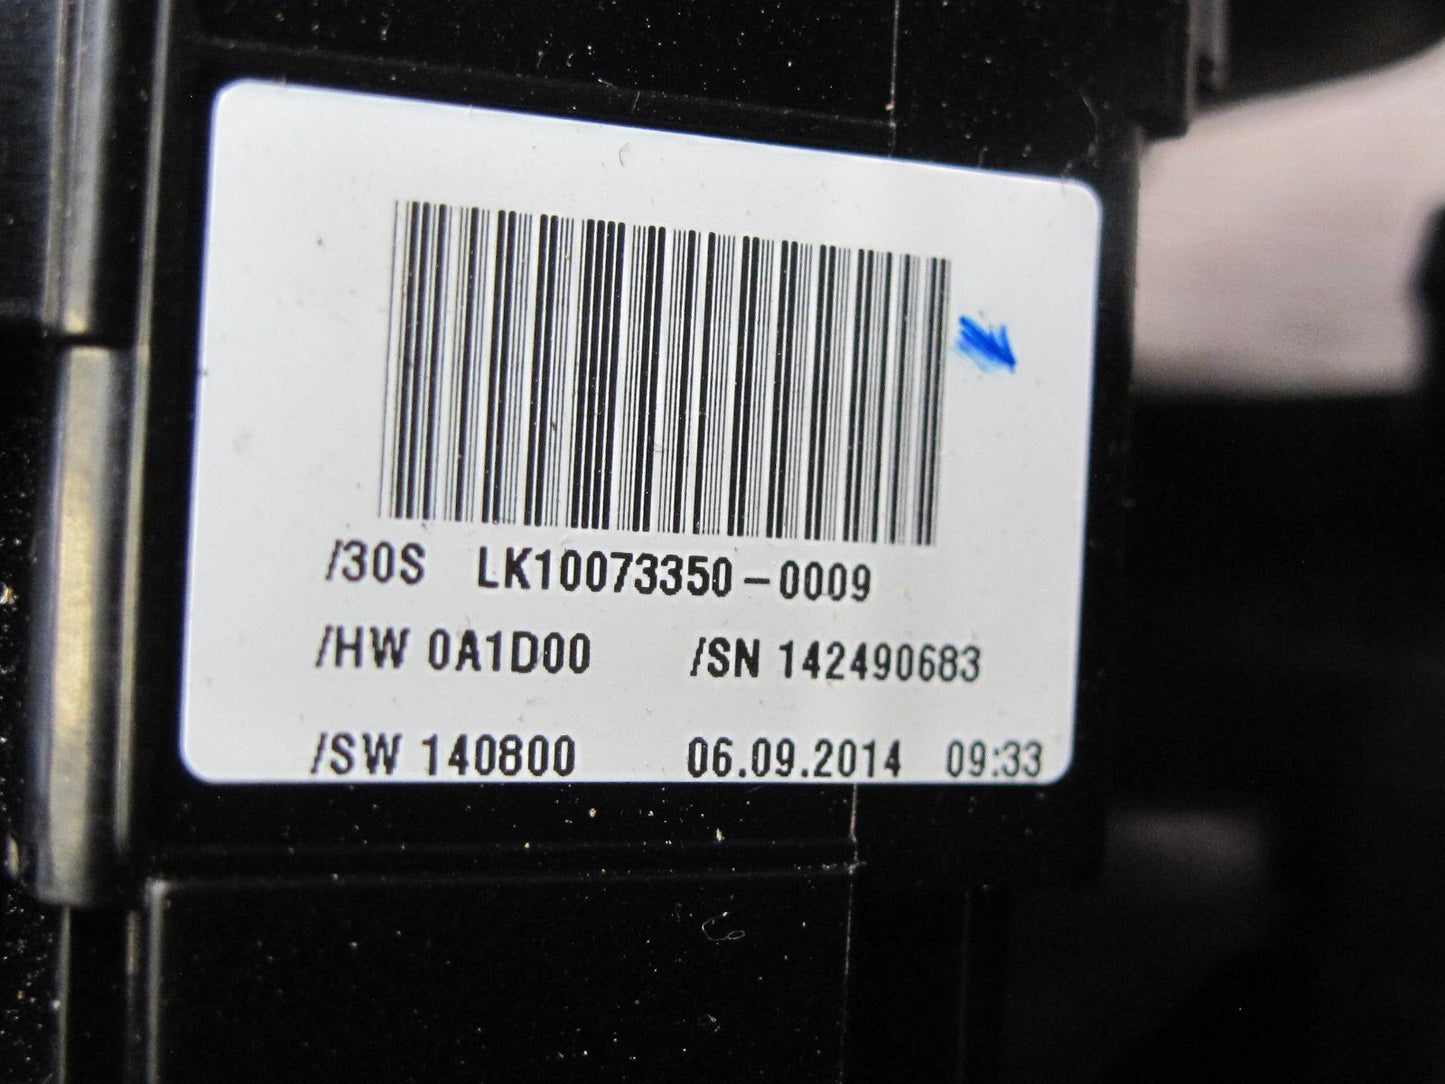 /30S LK10073350-0009
/HW 0A1D00 /SN 142490683
/SW 140800 06.09.2014 09:33